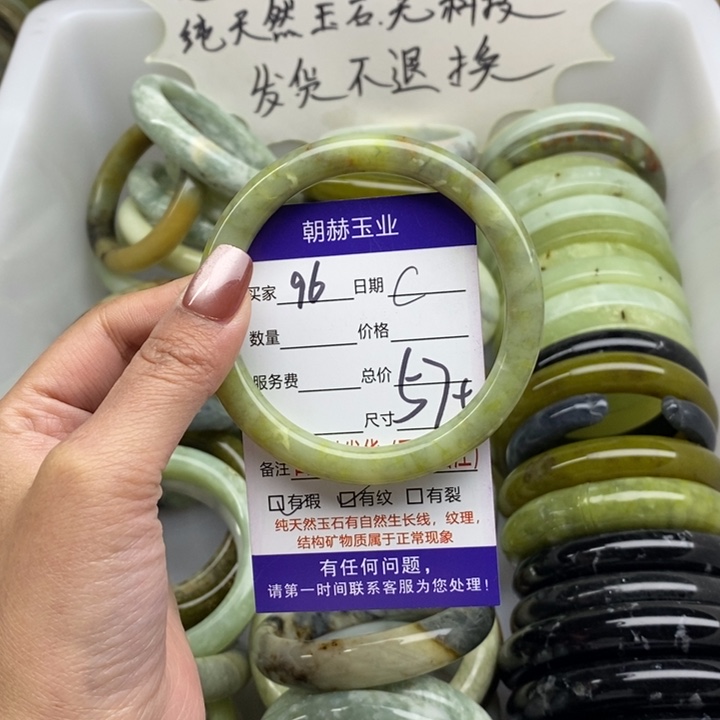 纯天然玉石.无科技
发货不退换
朝赫玉业
买家 96 日期 C
数量 价格
服务费 总价
尺寸 57+
备注
有瑕 有纹 有裂
纯天然玉石有自然生长线，纹理，
结构矿物质属于正常现象
有任何问题，
请第一时间联系客服为您处理！